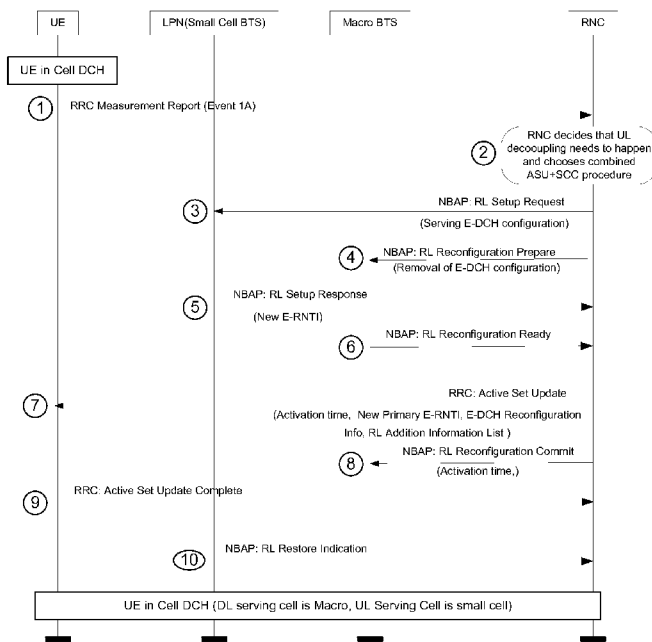 UE
LPN(Small Cell BTS)
Macro BTS
RNC
UE in Cell DCH
1
RRC Measurement Report (Event 1A)
2
RNC decides that UL
decoupling needs to happen
and chooses combined
ASU+SCC procedure
NBAP: RL Setup Request
3
(Serving E-DCH configuration)
NBAP: RL Reconfiguration Prepare
4
(Removal of E-DCH configuration)
NBAP: RL Setup Response
5
(New E-RNTI)
NBAP: RL Reconfiguration Ready
6
RRC: Active Set Update
7
(Activation time, New Primary E-RNTI, E-DCH Reconfiguration
Info, RL Addition Information List )
NBAP: RL Reconfiguration Commit
8
(Activation time,)
RRC: Active Set Update Complete
9
NBAP: RL Restore Indication
10
UE in Cell DCH (DL serving cell is Macro, UL Serving Cell is small cell)